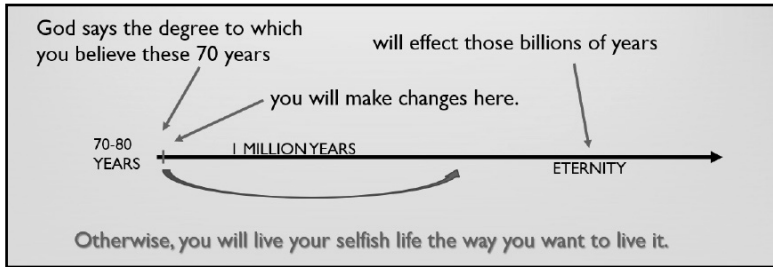 God says the degree to which
you believe these 70 years
will effect those billions of years
you will make changes here.
70-80
YEARS
1 MILLION YEARS
ETERNITY
Otherwise, you will live your selfish life the way you want to live it.